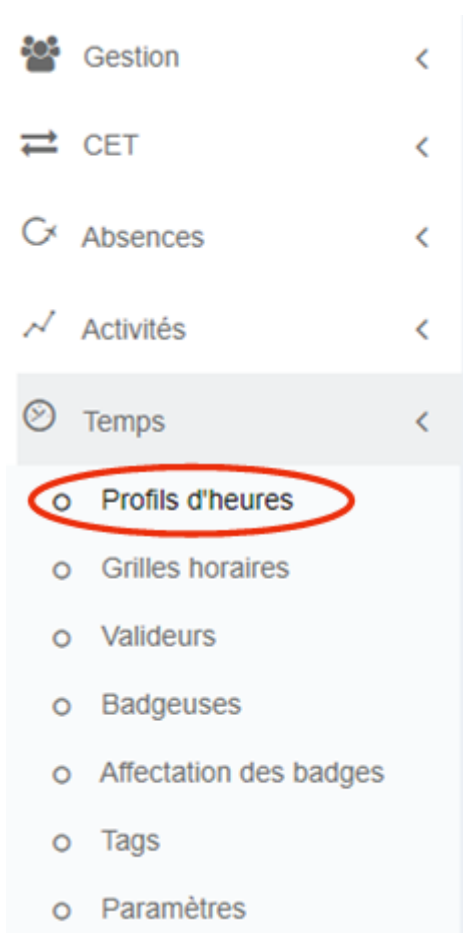 Gestion
CET
Absences
Activités
Temps
Profils d'heures
Grilles horaires
Valideurs
Badgeuses
Affectation des badges
Tags
Paramètres